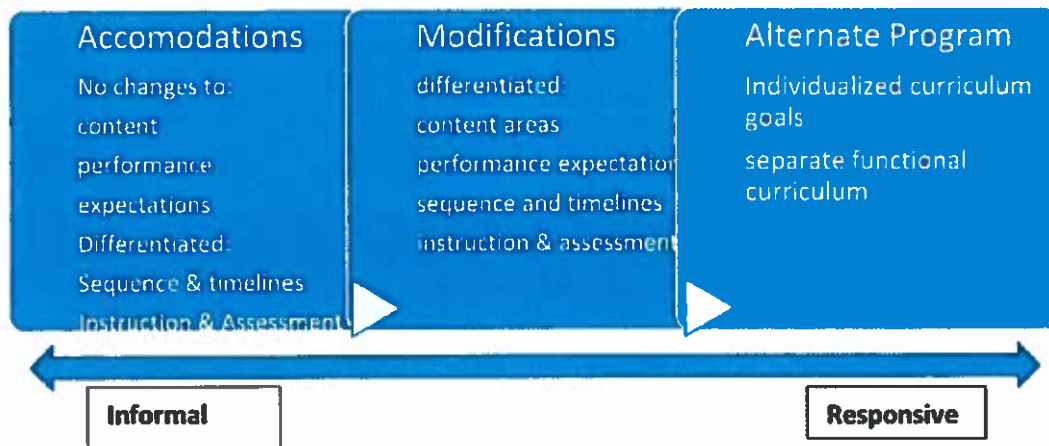 Accomodations
No changes to:
content
performance
expectations
Differentiated:
Sequence & timelines
Instruction & Assessment
Modifications
differentiated:
content areas
performance expectation
sequence and timelines
instruction & assessment
Alternate Program
Individualized curriculum
goals
separate functional
curriculum
Informal
Responsive